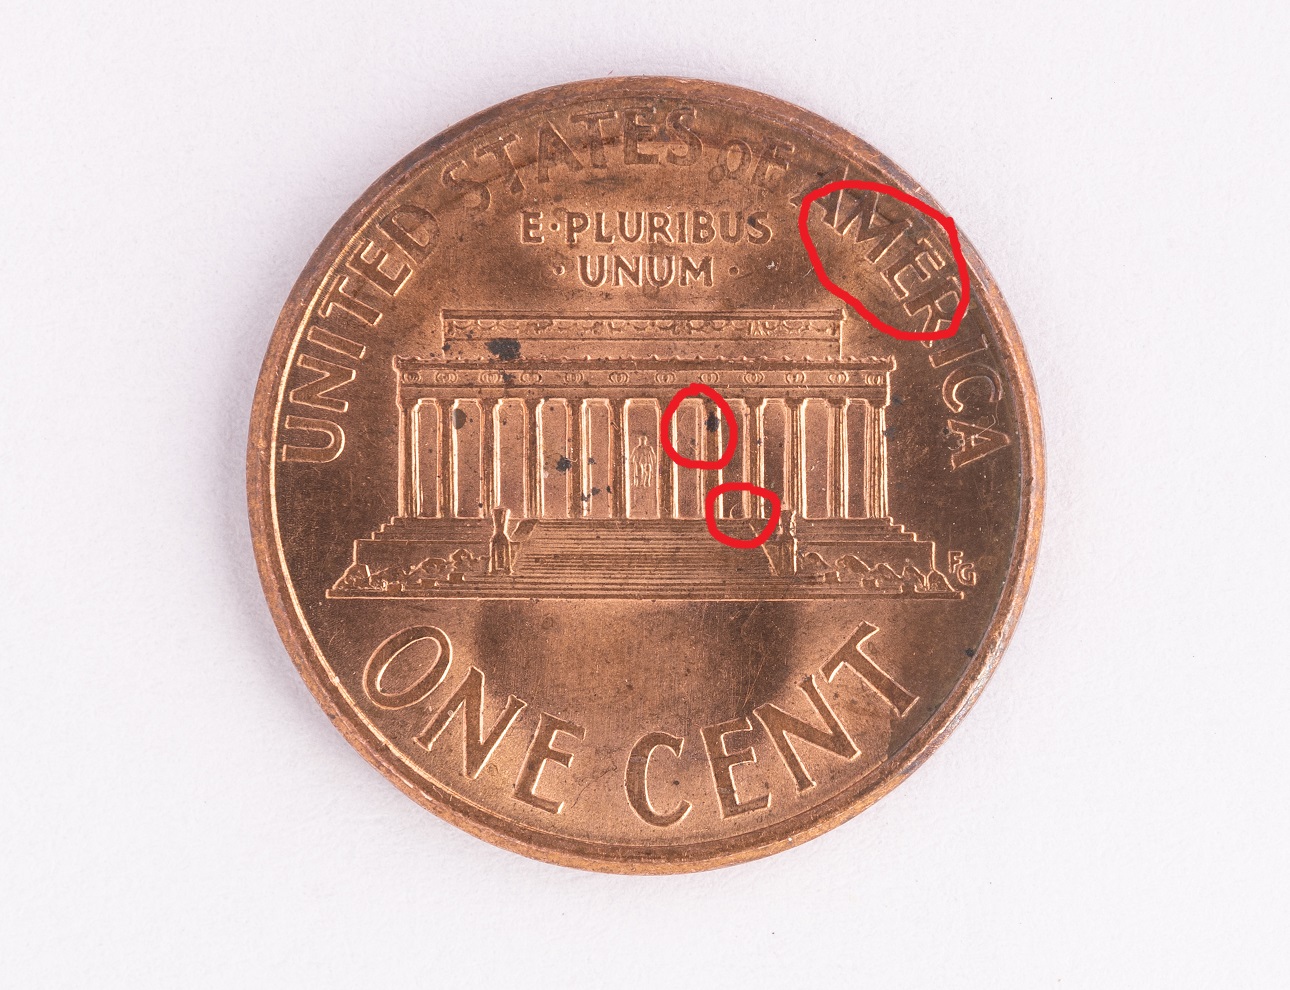 UNITED STATES OF AMERICA
E·PLURIBUS
·UNUM·
FG
ONE CENT